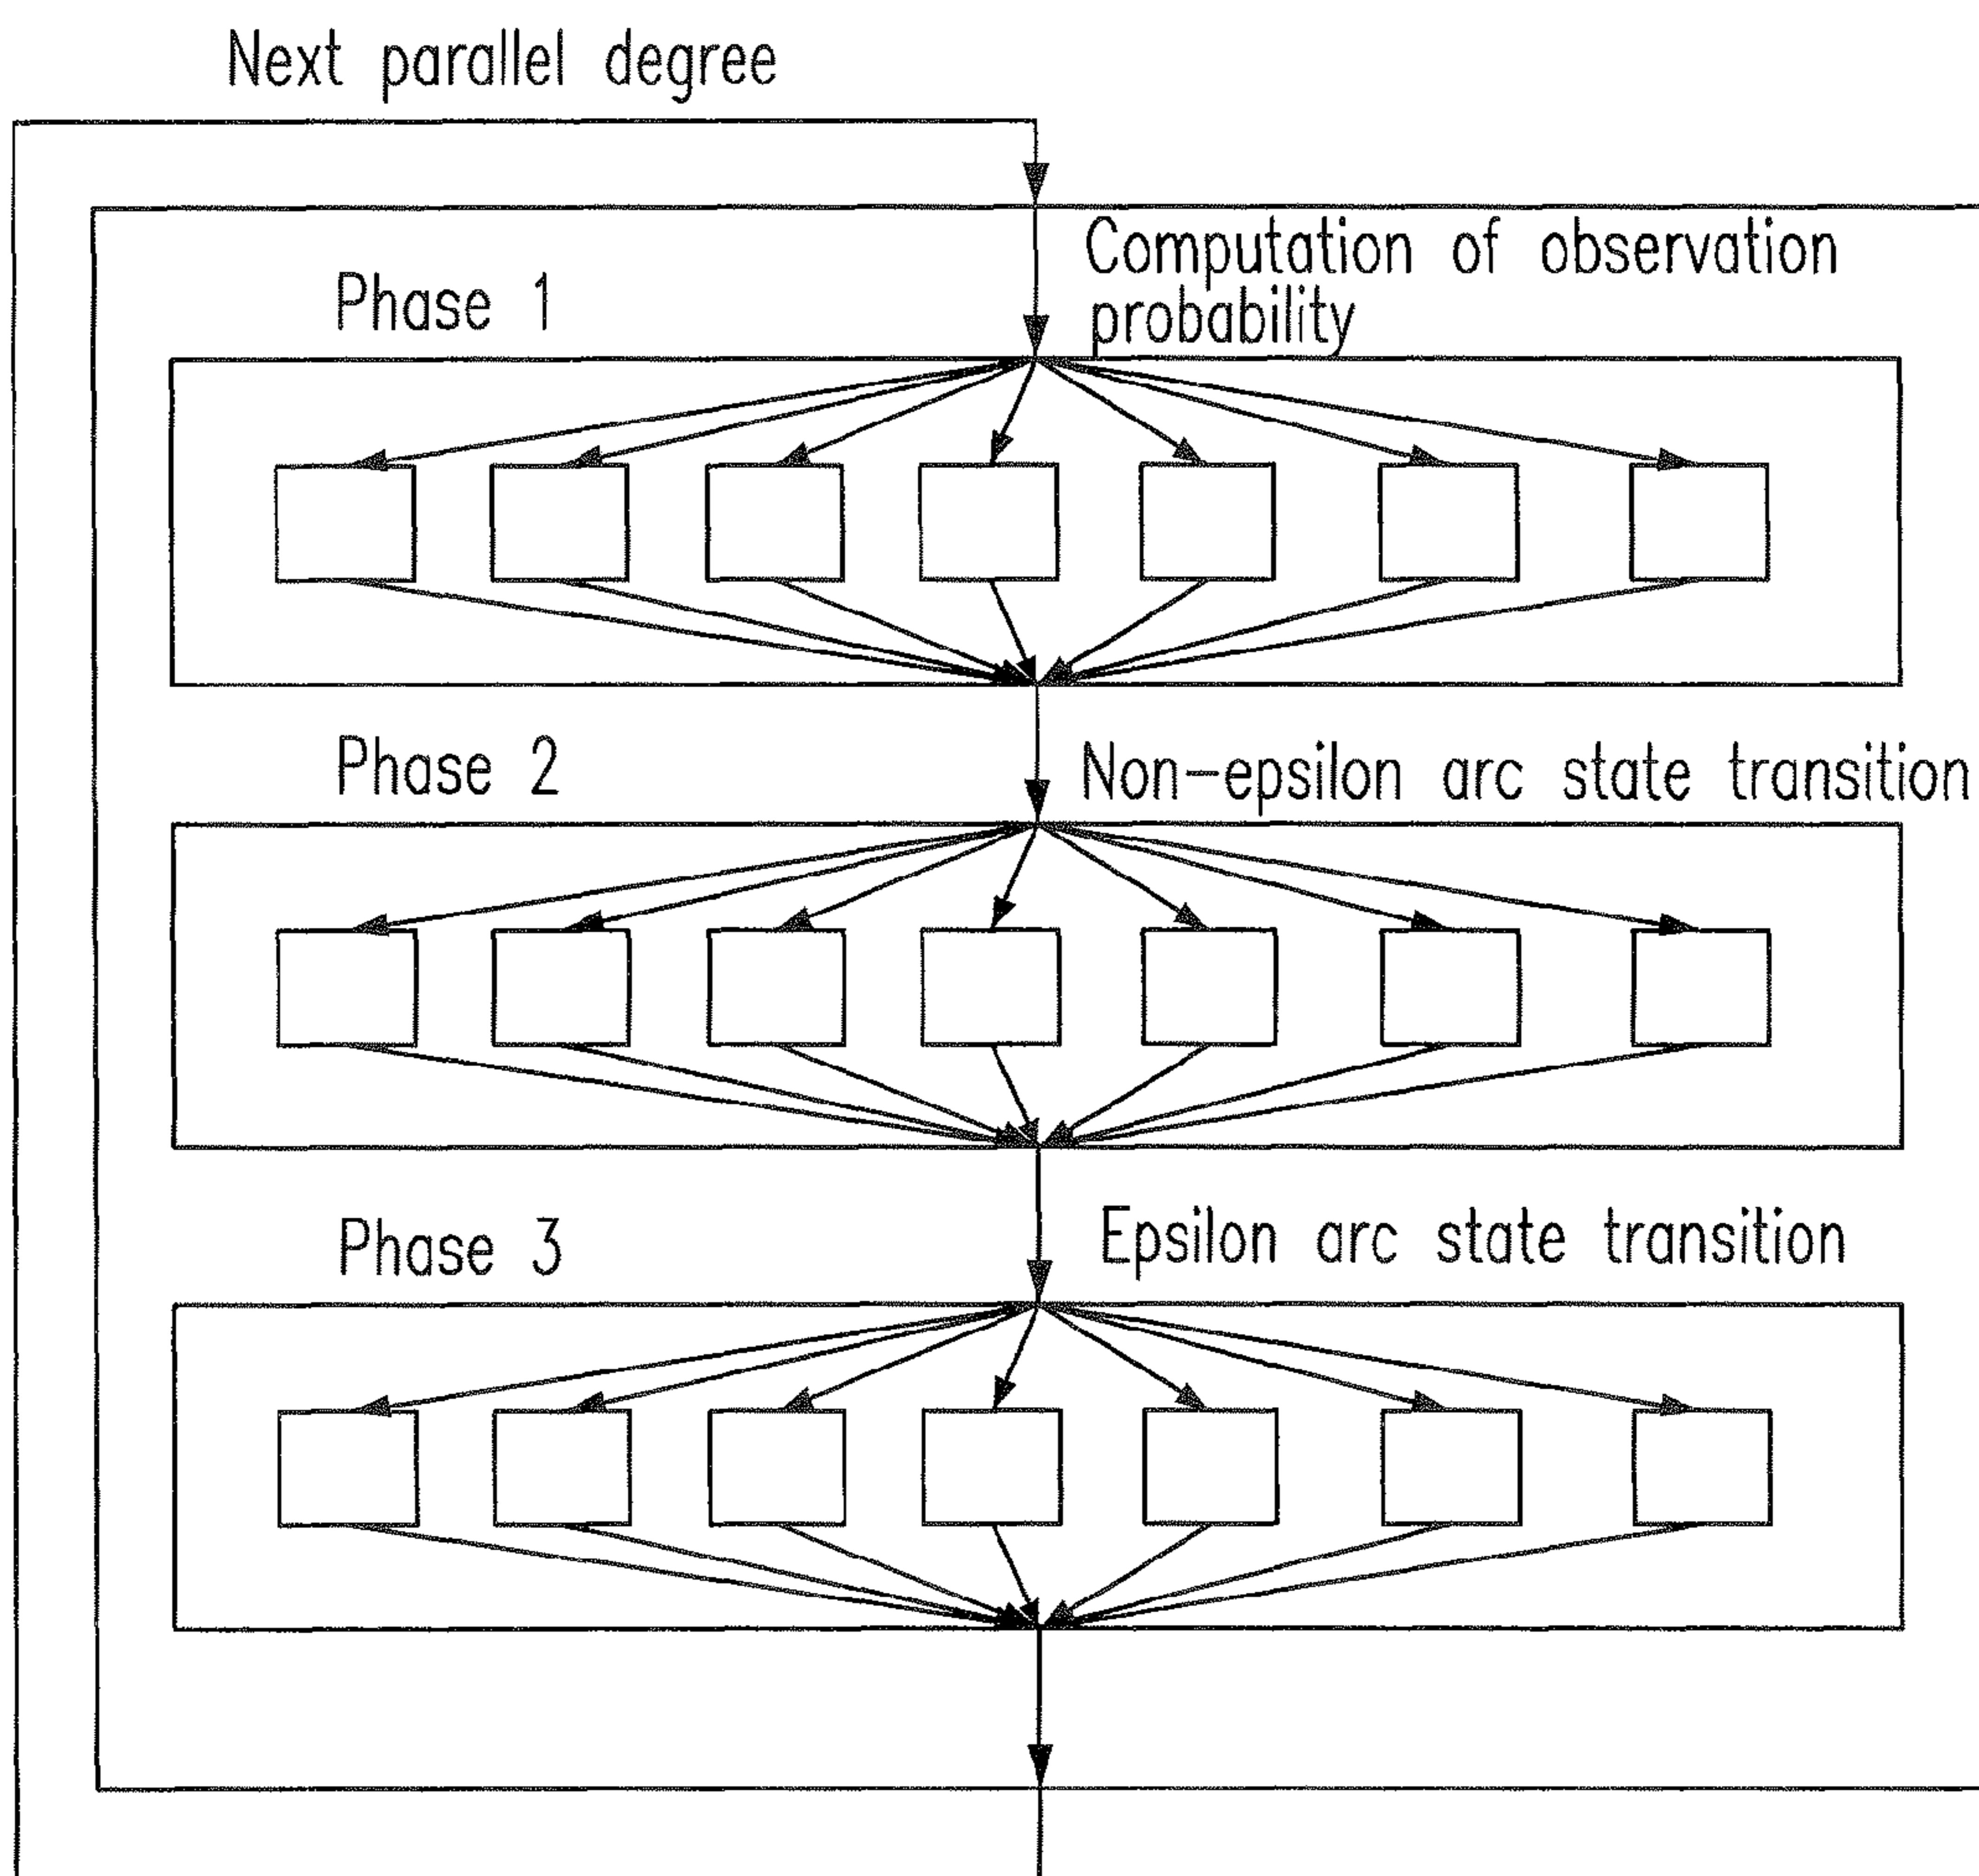 Next parallel degree
Computation of observation
probability
Phase 1
Phase 2
Non-epsilon arc state transition
Phase 3
Epsilon arc state transition